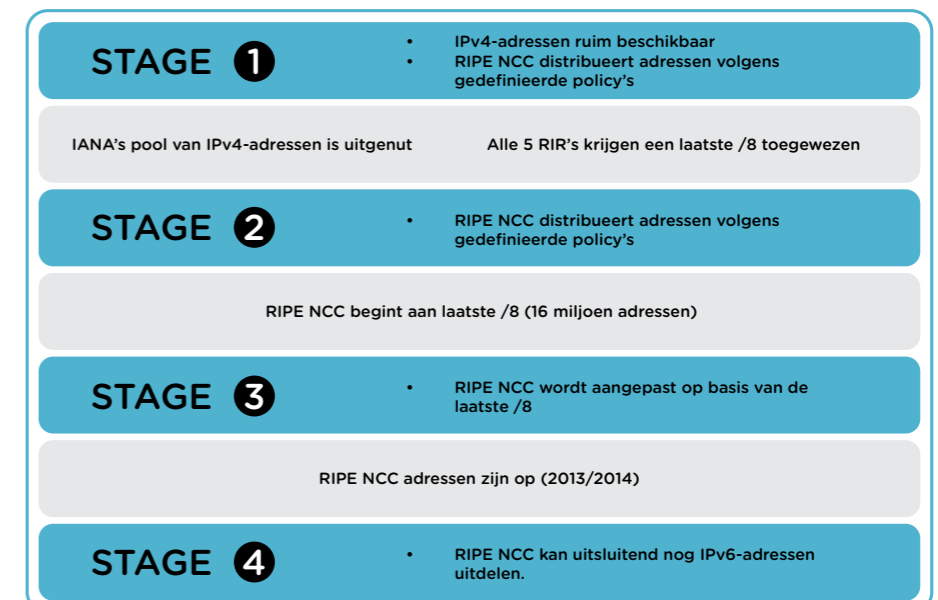 STAGE 1
• IPv4-adressen ruim beschikbaar
• RIPE NCC distribueert adressen volgens
gedefinieerde policy's
IANA's pool van IPv4-adressen is uitgenut
Alle 5 RIR's krijgen een laatste /8 toegewezen
STAGE 2
• RIPE NCC distribueert adressen volgens
gedefinieerde policy's
RIPE NCC begint aan laatste /8 (16 miljoen adressen)
STAGE 3
• RIPE NCC wordt aangepast op basis van de
laatste /8
RIPE NCC adressen zijn op (2013/2014)
STAGE 4
• RIPE NCC kan uitsluitend nog IPv6-adressen
uitdelen.